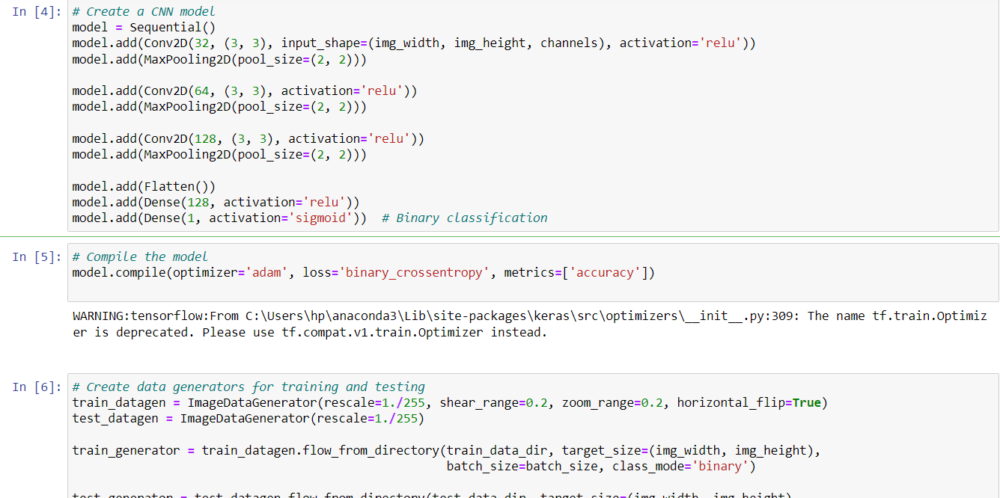 In [4]: # Create a CNN model
model = Sequential()
model.add(Conv2D(32, (3, 3), input_shape=(img_width, img_height, channels), activation='relu'))
model.add(MaxPooling2D(pool_size=(2, 2)))
model.add(Conv2D(64, (3, 3), activation='relu'))
model.add(MaxPooling2D(pool_size=(2, 2)))
model.add(Conv2D(128, (3, 3), activation='relu'))
model.add(MaxPooling2D(pool_size=(2, 2)))
model.add(Flatten())
model.add(Dense(128, activation='relu'))
model.add(Dense(1, activation='sigmoid'))  # Binary classification
In [5]: # Compile the model
model.compile(optimizer='adam', loss='binary_crossentropy', metrics=['accuracy'])
WARNING:tensorflow:From C:\Users\hp\anaconda3\Lib\site-packages\keras\src\optimizers\__init__.py:309: The name tf.train.Optimiz
er is deprecated. Please use tf.compat.v1.train.Optimizer instead.
In [6]: # Create data generators for training and testing
train_datagen = ImageDataGenerator(rescale=1./255, shear_range=0.2, zoom_range=0.2, horizontal_flip=True)
test_datagen = ImageDataGenerator(rescale=1./255)
train_generator = train_datagen.flow_from_directory(train_data_dir, target_size=(img_width, img_height),
batch_size=batch_size, class_mode='binary')
test_generator = test_datagen.flow_from_directory(test_data_dir, target_size=(img_width, img_height),